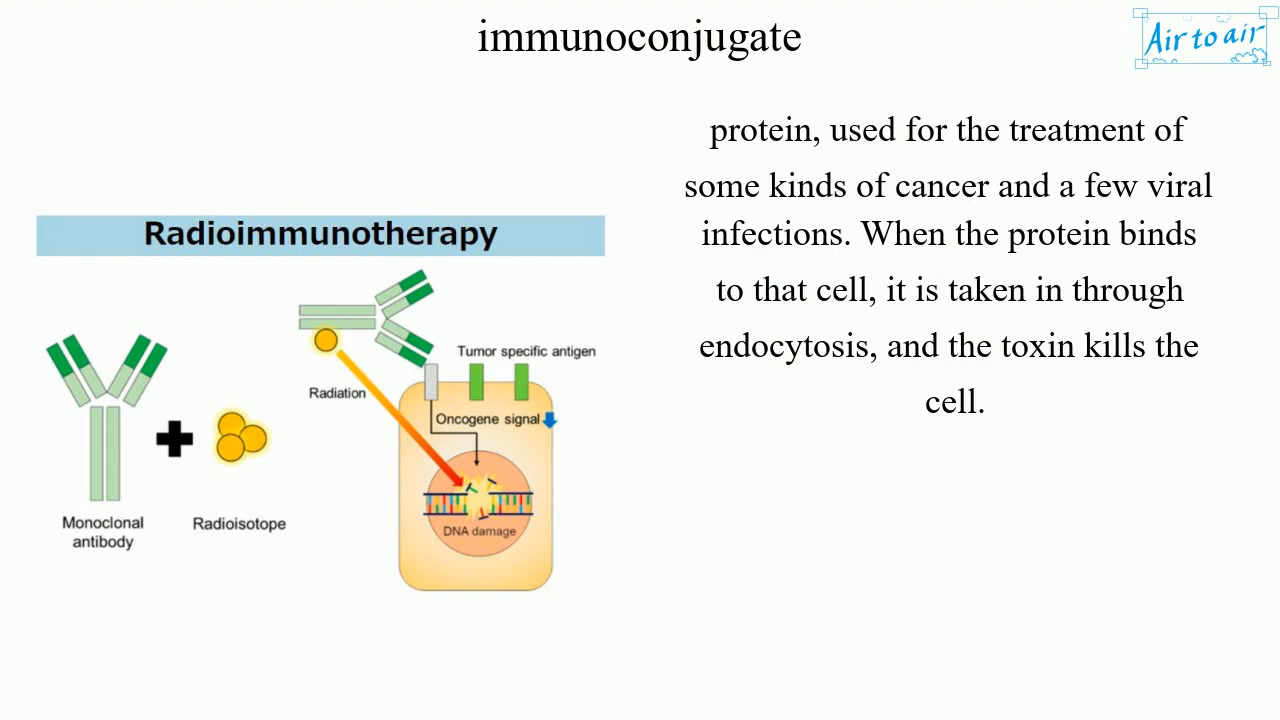 immunoconjugate
Air to air
protein, used for the treatment of
some kinds of cancer and a few viral
infections. When the protein binds
to that cell, it is taken in through
endocytosis, and the toxin kills the
cell.
Radioimmunotherapy
Tumor specific antigen
Radiation
Oncogene signal
DNA damage
Monoclonal
antibody
Radioisotope